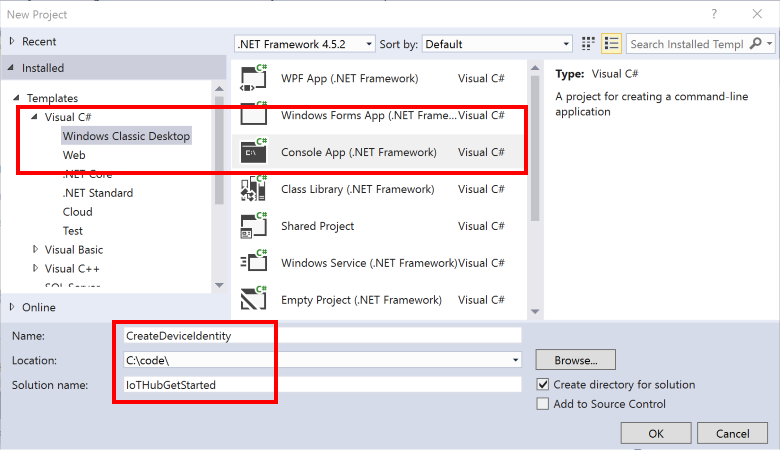 New Project
? ×
Recent
.NET Framework 4.5.2 Sort by: Default
Search Installed Templ
Installed
Templates
Visual C#
Windows Classic Desktop
Web
.NET Core
.NET Standard
Cloud
Test
Visual Basic
Visual C++
SQL Server
Online
C# WPF App (.NET Framework) Visual C#
C# Windows Forms App (.NET Frame... Visual C#
C# C:\ Console App (.NET Framework) Visual C#
C# Class Library (.NET Framework) Visual C#
C# Shared Project Visual C#
C# Windows Service (.NET Framework) Visual C#
C# Empty Project (.NET Framework) Visual C#
Type: Visual C#
A project for creating a command-line
application
Name: CreateDeviceIdentity
Location: C:\code\
Browse...
Solution name: IoTHubGetStarted
Create directory for solution
Add to Source Control
OK Cancel